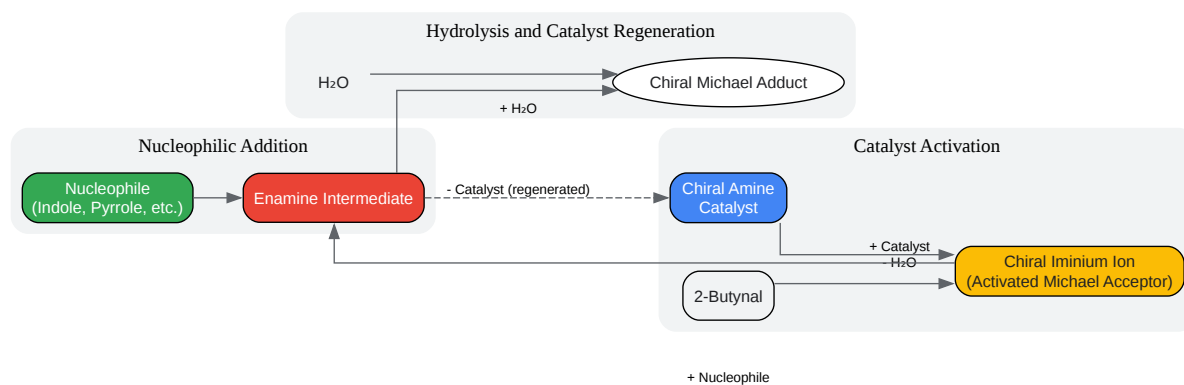 Hydrolysis and Catalyst Regeneration
H₂O
Chiral Michael Adduct
+ H₂O
Nucleophilic Addition
Nucleophile
(Indole, Pyrrole, etc.)
Enamine Intermediate
- Catalyst (regenerated)
Catalyst Activation
Chiral Amine
Catalyst
+ Catalyst
- H₂O
Chiral Iminium Ion
(Activated Michael Acceptor)
2-Butynal
+ Nucleophile